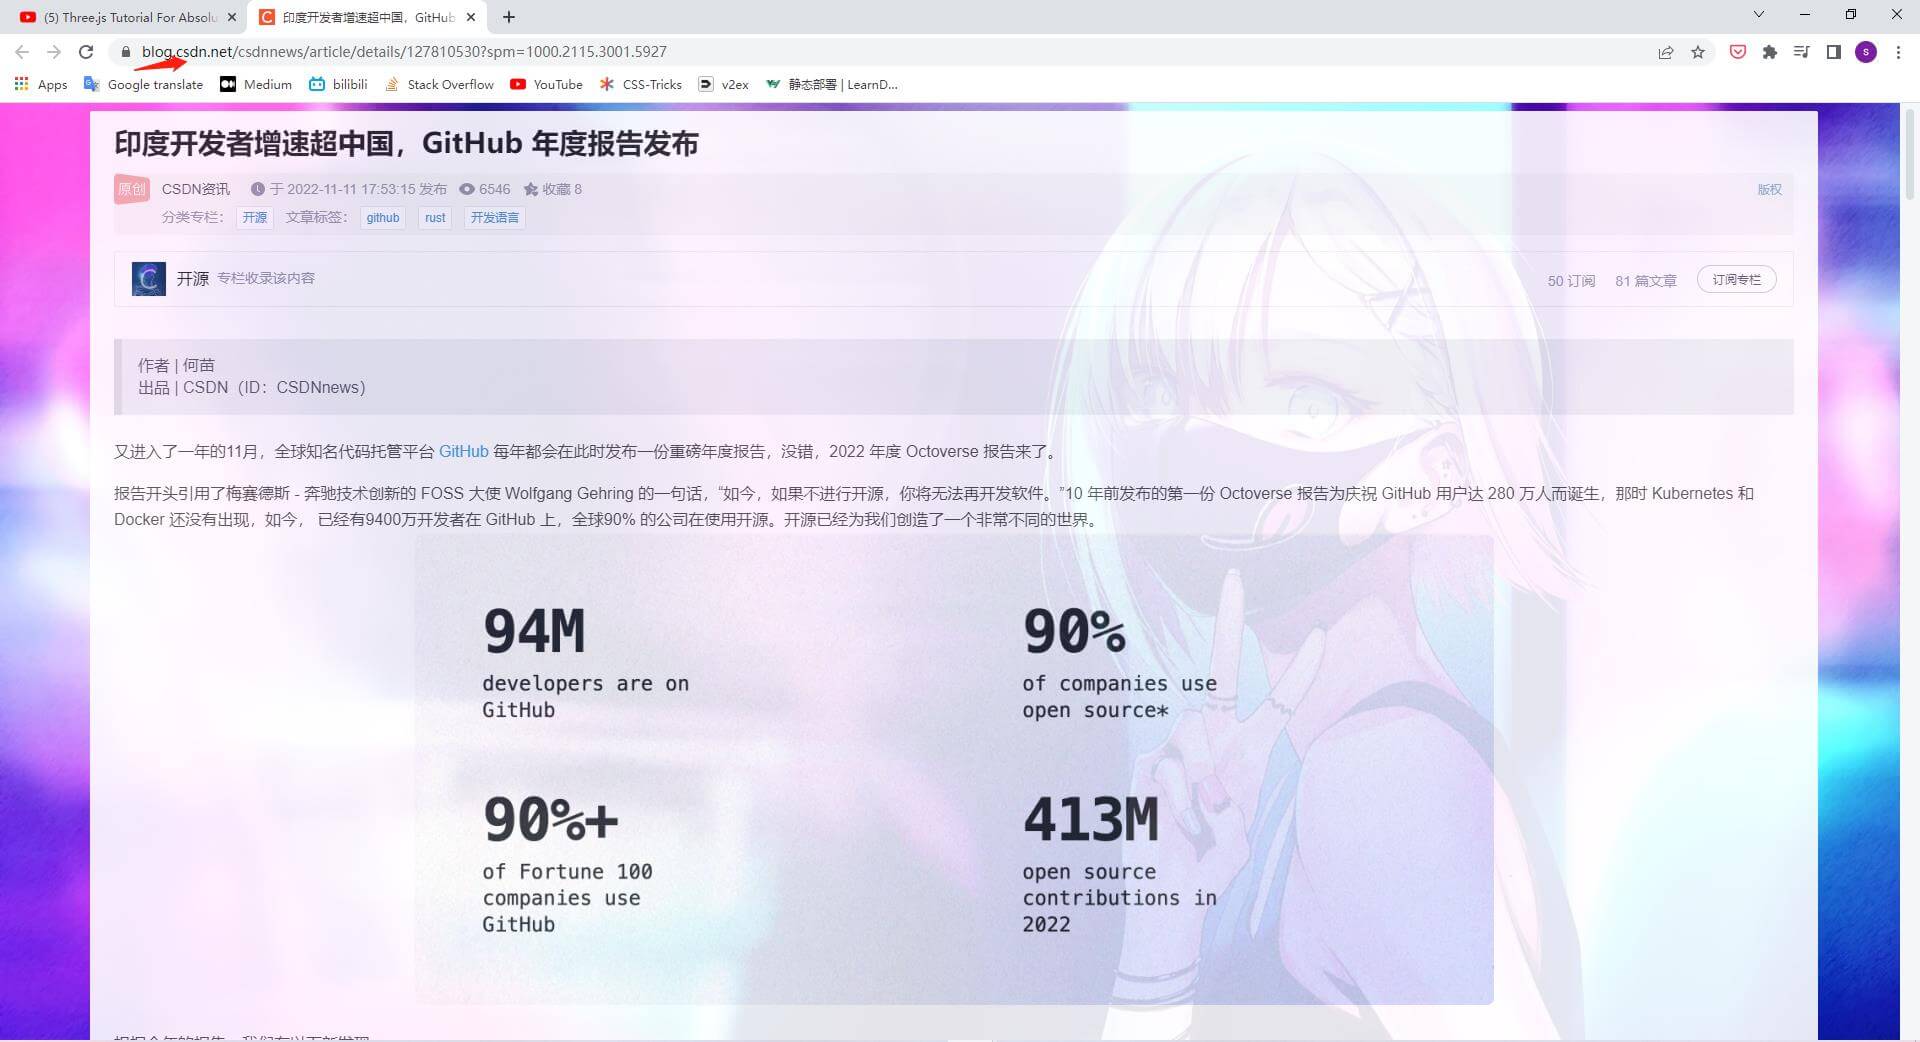 (5) Three.js Tutorial For Absolu
印度开发者增速超中国，GitHub
blog.csdn.net/csdnnews/article/details/127810530?spm=1000.2115.3001.5927
S
Apps Google translate Medium bilibili Stack Overflow YouTube CSS-Tricks v2ex 静态部署 | LearnD...
印度开发者增速超中国，GitHub 年度报告发布
原创 CSDN资讯 于 2022-11-11 17:53:15 发布 6546 收藏 8 版权
分类专栏： 开源 文章标签： github rust 开发语言
开源 专栏收录该内容 50 订阅 81 篇文章 订阅专栏
作者 | 何苗
出品 | CSDN（ID：CSDNnews）
又进入了一年的11月，全球知名代码托管平台 GitHub 每年都会在此时发布一份重磅年度报告，没错，2022 年度 Octoverse 报告来了。
报告开头引用了梅赛德斯 - 奔驰技术创新的 FOSS 大使 Wolfgang Gehring 的一句话，“如今，如果不进行开源，你将无法再开发软件。”10 年前发布的第一份 Octoverse 报告为庆祝 GitHub 用户达 280 万人而诞生，那时 Kubernetes 和
Docker 还没有出现，如今， 已经有9400万开发者在 GitHub 上，全球90% 的公司在使用开源。开源已经为我们创造了一个非常不同的世界。
94M
developers are on
GitHub
90%
of companies use
open source*
90%+
of Fortune 100
companies use
GitHub
413M
open source
contributions in
2022